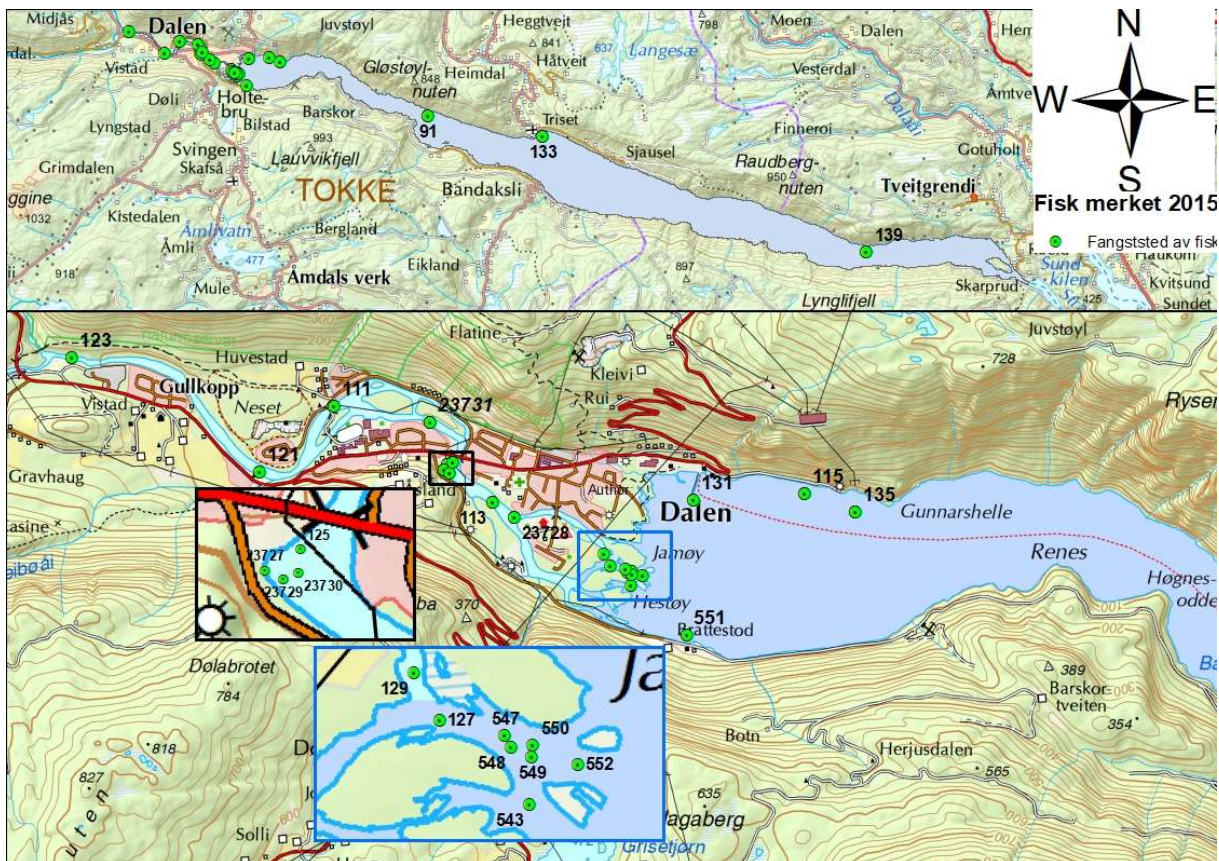 Midjås
Dalen
Juvstøyl
Heggtveit
798
Moen
Dalen
841
637
Langesæ
Håtveit
Heimdal
Vistad
Gløstøyl-
nuten
848
Vesterdal
Døli
Holte-
bru
Barskor
Dalaåi
Lyngstad
Bilstad
91
Triset
133
Finneroi
Gotuholt
993
Svingen
Lauvvikfjell
Sjausel
Grimdalen
Skafså
Raudberg-
nuten
950
TOKKE
Bandaksli
Tveitgrendi
1032
Kistedalen
Bergland
Åmlivatn
139
Åmli
Eikland
477
918
897
Mule
Åmdals verk
Lynglifjell
Skarprud
Sund-
kilen
425
Haukom
Kvitsund
Sundet
N
W
E
S
Fisk merket 2015
Fangststed av fisk
123
Huvestad
Flatine
Juvstøyl
728
Gullkopp
Kleivi
Vistad
Neset
111
Rui
23731
121
Gravhaug
Åsland
Author.
131
115
135
113
Dalen
Gunnarshelle
23728
Jamøy
Renes
Høgnes-
odden
Hestøy
370
551
Brattestod
125
23727
23729
23730
Dølabrotet
784
389
Barskor-
tveiten
354
129
127
547
550
548
549
552
543
Botn
Herjusdalen
565
818
827
635
Solli
Grisetjørn